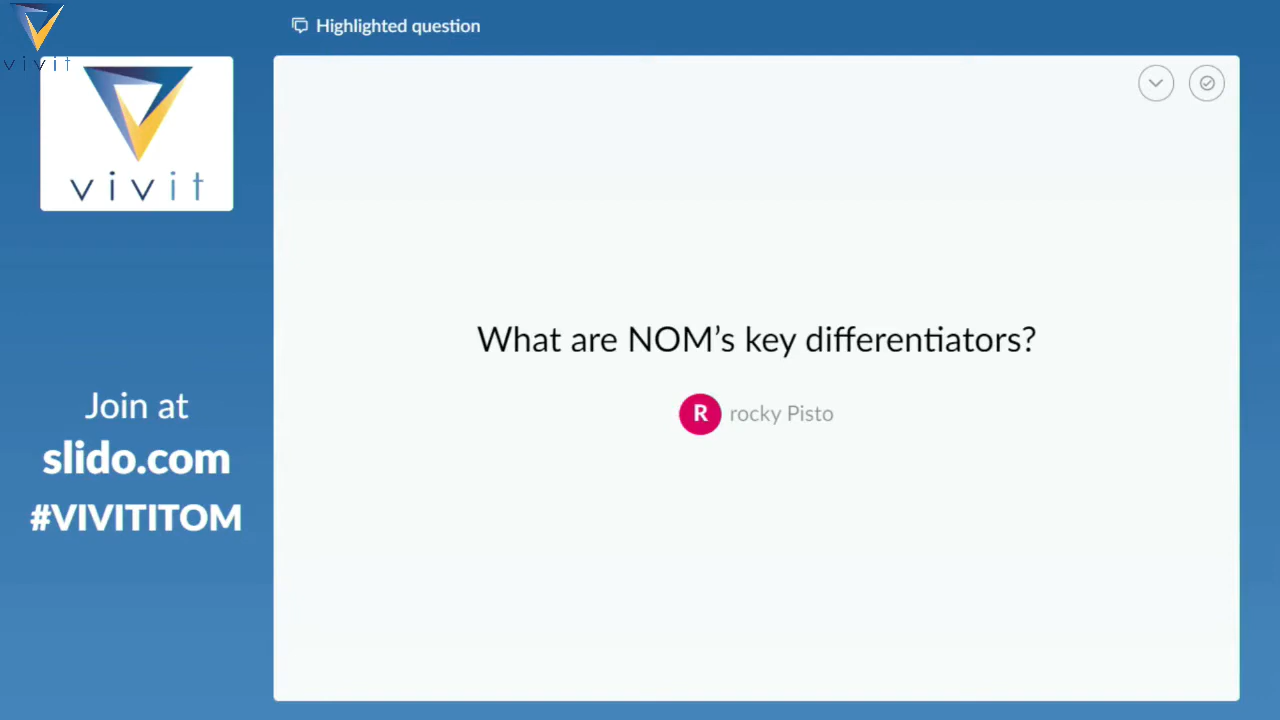 vivit
Highlighted question
vivit
What are NOM’s key differentiators?
R rocky Pisto
Join at
slido.com
#VIVITITOM